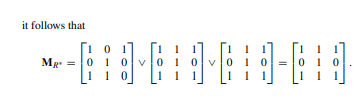 it follows that
M_R* = [1 0 1; 0 1 0; 1 1 0] ∨ [1 1 1; 0 1 0; 1 1 1] ∨ [1 1 1; 0 1 0; 1 1 1] = [1 1 1; 0 1 0; 1 1 1].